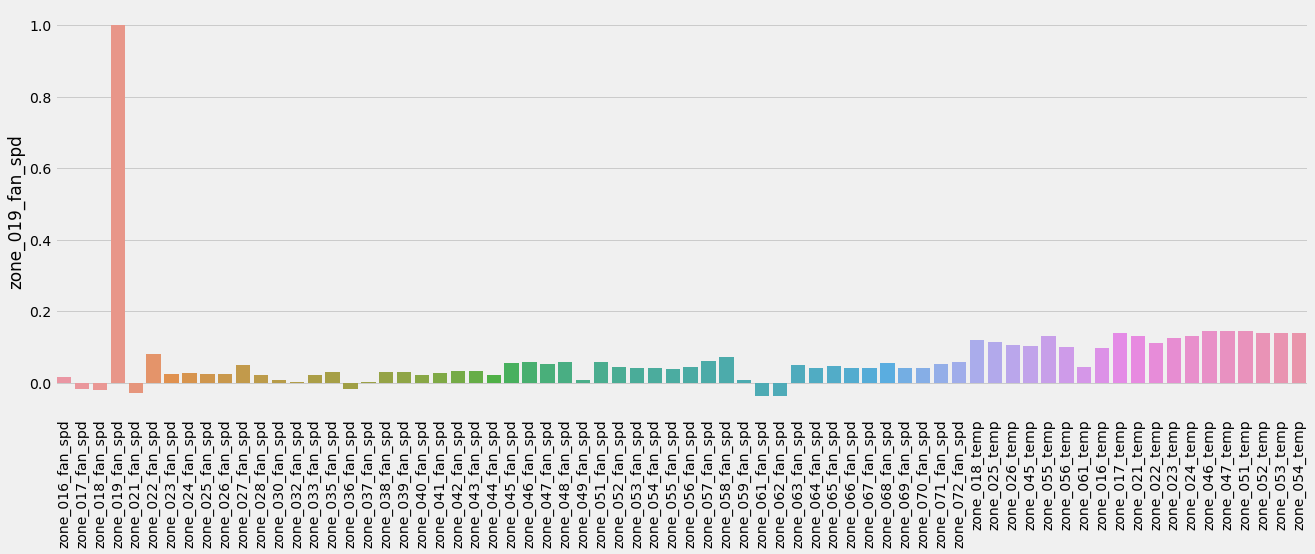 1.0
0.8
0.6
0.4
0.2
0.0
zone_019_fan_spd
zone_016_fan_spd
zone_017_fan_spd
zone_018_fan_spd
zone_019_fan_spd
zone_021_fan_spd
zone_022_fan_spd
zone_023_fan_spd
zone_024_fan_spd
zone_025_fan_spd
zone_026_fan_spd
zone_027_fan_spd
zone_028_fan_spd
zone_030_fan_spd
zone_032_fan_spd
zone_033_fan_spd
zone_035_fan_spd
zone_036_fan_spd
zone_037_fan_spd
zone_038_fan_spd
zone_039_fan_spd
zone_040_fan_spd
zone_041_fan_spd
zone_042_fan_spd
zone_043_fan_spd
zone_044_fan_spd
zone_045_fan_spd
zone_046_fan_spd
zone_047_fan_spd
zone_048_fan_spd
zone_049_fan_spd
zone_051_fan_spd
zone_052_fan_spd
zone_053_fan_spd
zone_054_fan_spd
zone_055_fan_spd
zone_056_fan_spd
zone_057_fan_spd
zone_058_fan_spd
zone_059_fan_spd
zone_061_fan_spd
zone_062_fan_spd
zone_063_fan_spd
zone_064_fan_spd
zone_065_fan_spd
zone_066_fan_spd
zone_067_fan_spd
zone_068_fan_spd
zone_069_fan_spd
zone_070_fan_spd
zone_071_fan_spd
zone_072_fan_spd
zone_018_temp
zone_025_temp
zone_026_temp
zone_045_temp
zone_055_temp
zone_056_temp
zone_061_temp
zone_016_temp
zone_017_temp
zone_021_temp
zone_022_temp
zone_023_temp
zone_024_temp
zone_046_temp
zone_047_temp
zone_051_temp
zone_052_temp
zone_053_temp
zone_054_temp